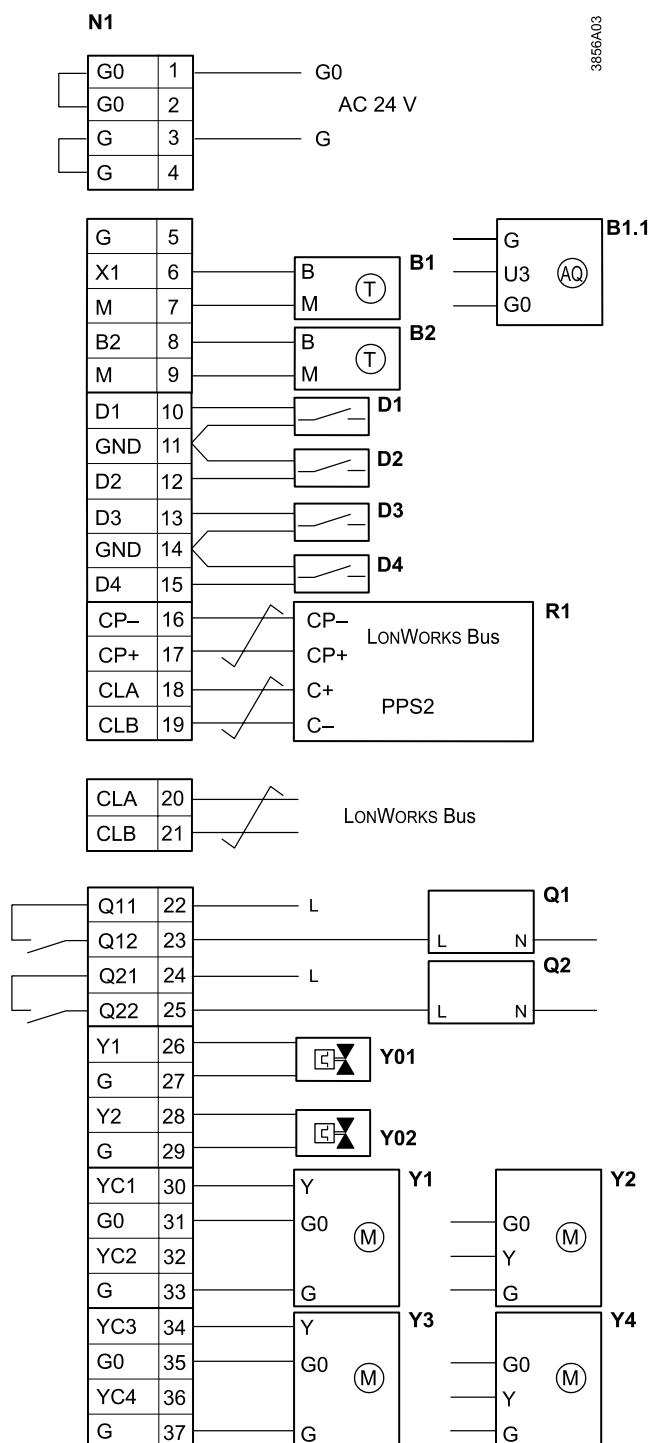 N1
3856A03
G0 1 G0
G0 2 AC 24 V
G 3 G
G 4
G 5 G B1.1
X1 6 B B1 U3 AQ
M 7 M T G0
B2 8 B B2
M 9 M T
D1 10 D1
GND 11
D2 12 D2
D3 13 D3
GND 14
D4 15 D4
CP– 16 CP– R1
LONWORKS Bus
CP+ 17 CP+
CLA 18 C+
PPS2
CLB 19 C–
CLA 20
LONWORKS Bus
CLB 21
Q11 22 L Q1
Q12 23 L N
Q21 24 L Q2
Q22 25 L N
Y1 26 Y01
G 27
Y2 28 Y02
G 29
YC1 30 Y Y1 Y2
G0 31 G0 M G0 M
YC2 32 Y
G 33 G G
YC3 34 Y Y3 Y4
G0 35 G0 M G0 M
YC4 36 Y
G 37 G G